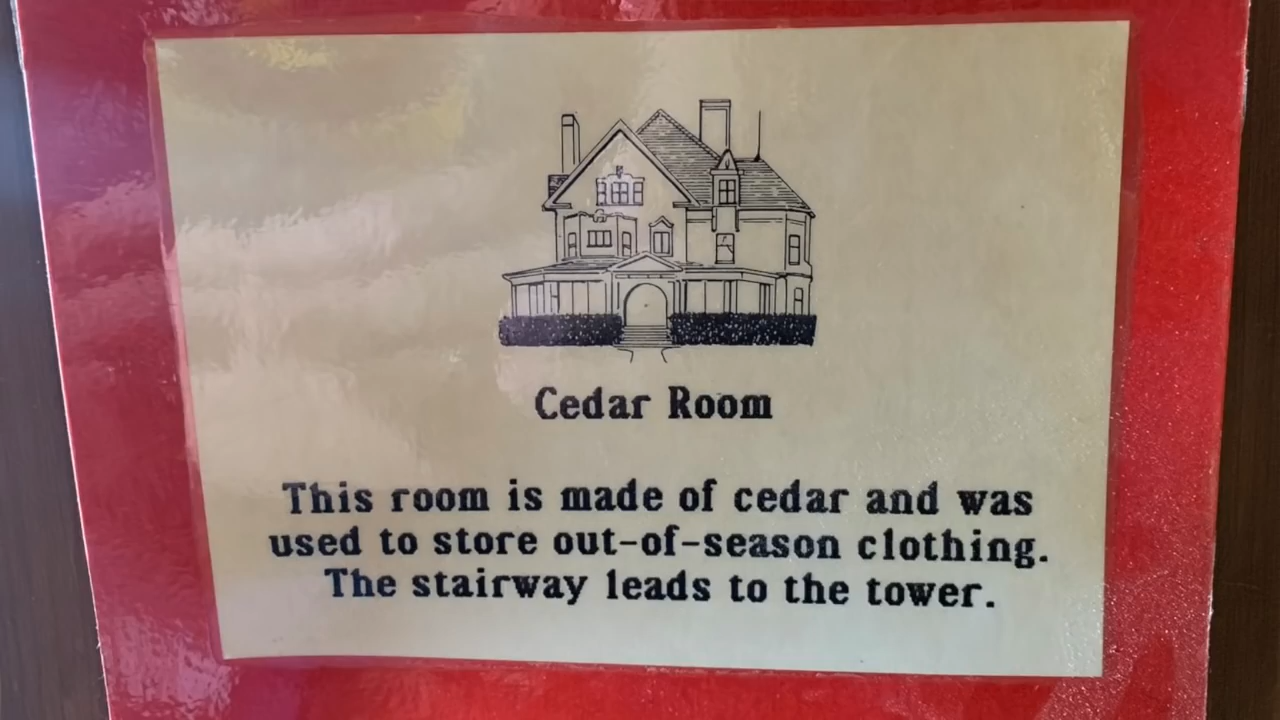 Cedar Room
This room is made of cedar and was
used to store out-of-season clothing.
The stairway leads to the tower.